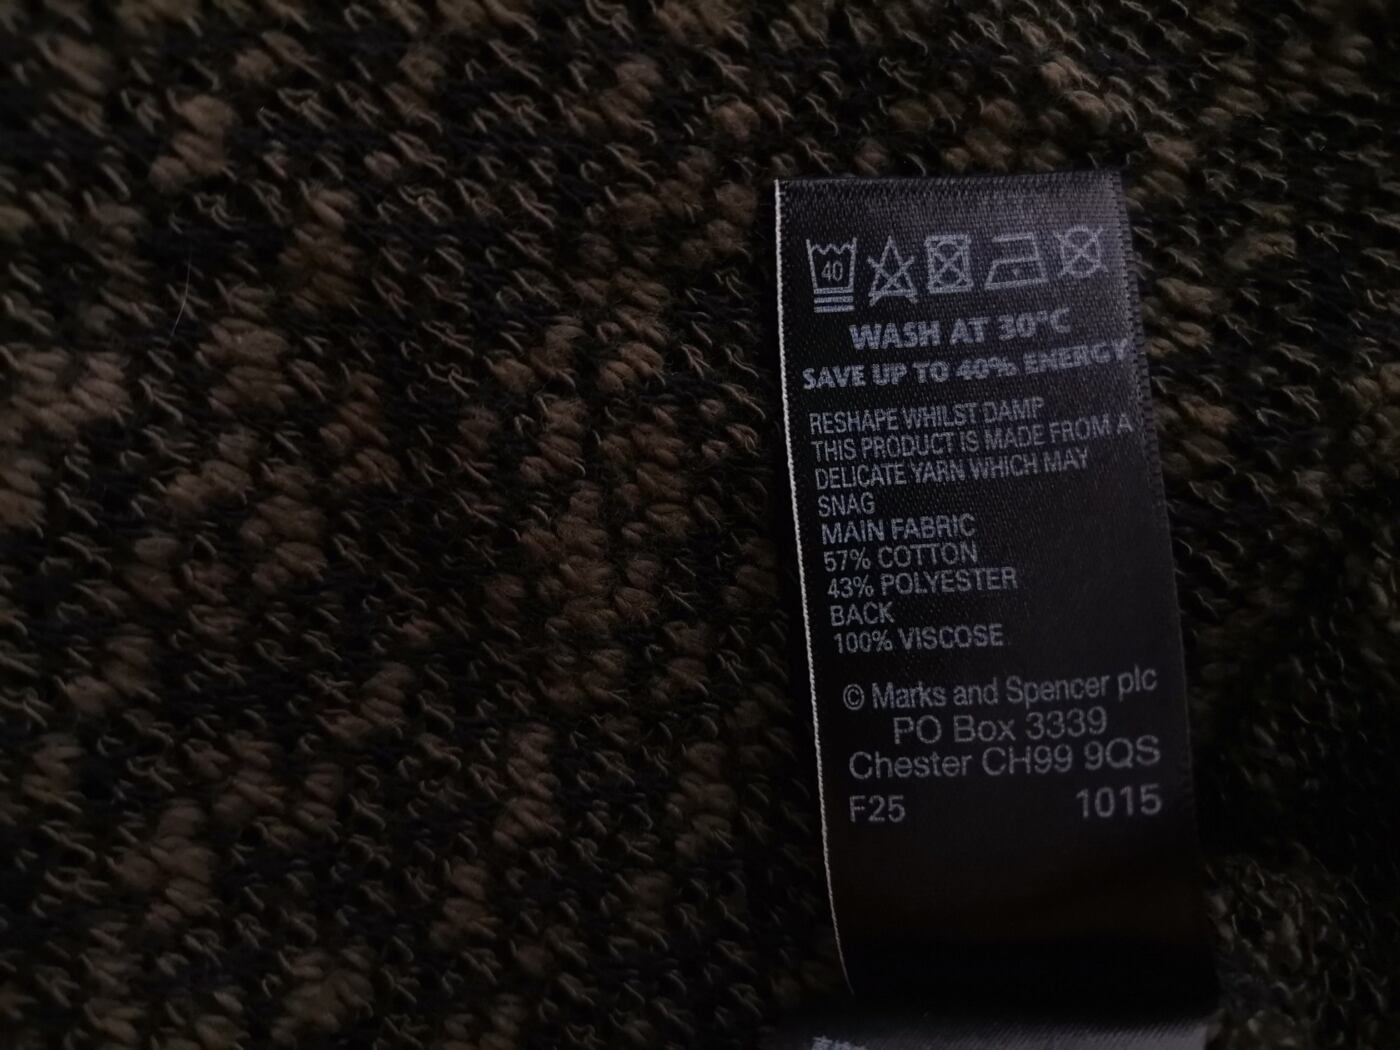 40
WASH AT 30°C
SAVE UP TO 40% ENERGY
RESHAPE WHILST DAMP
THIS PRODUCT IS MADE FROM A
DELICATE YARN WHICH MAY
SNAG
MAIN FABRIC
57% COTTON
43% POLYESTER
BACK
100% VISCOSE
© Marks and Spencer plc
PO Box 3339
Chester CH99 9QS
F25 1015